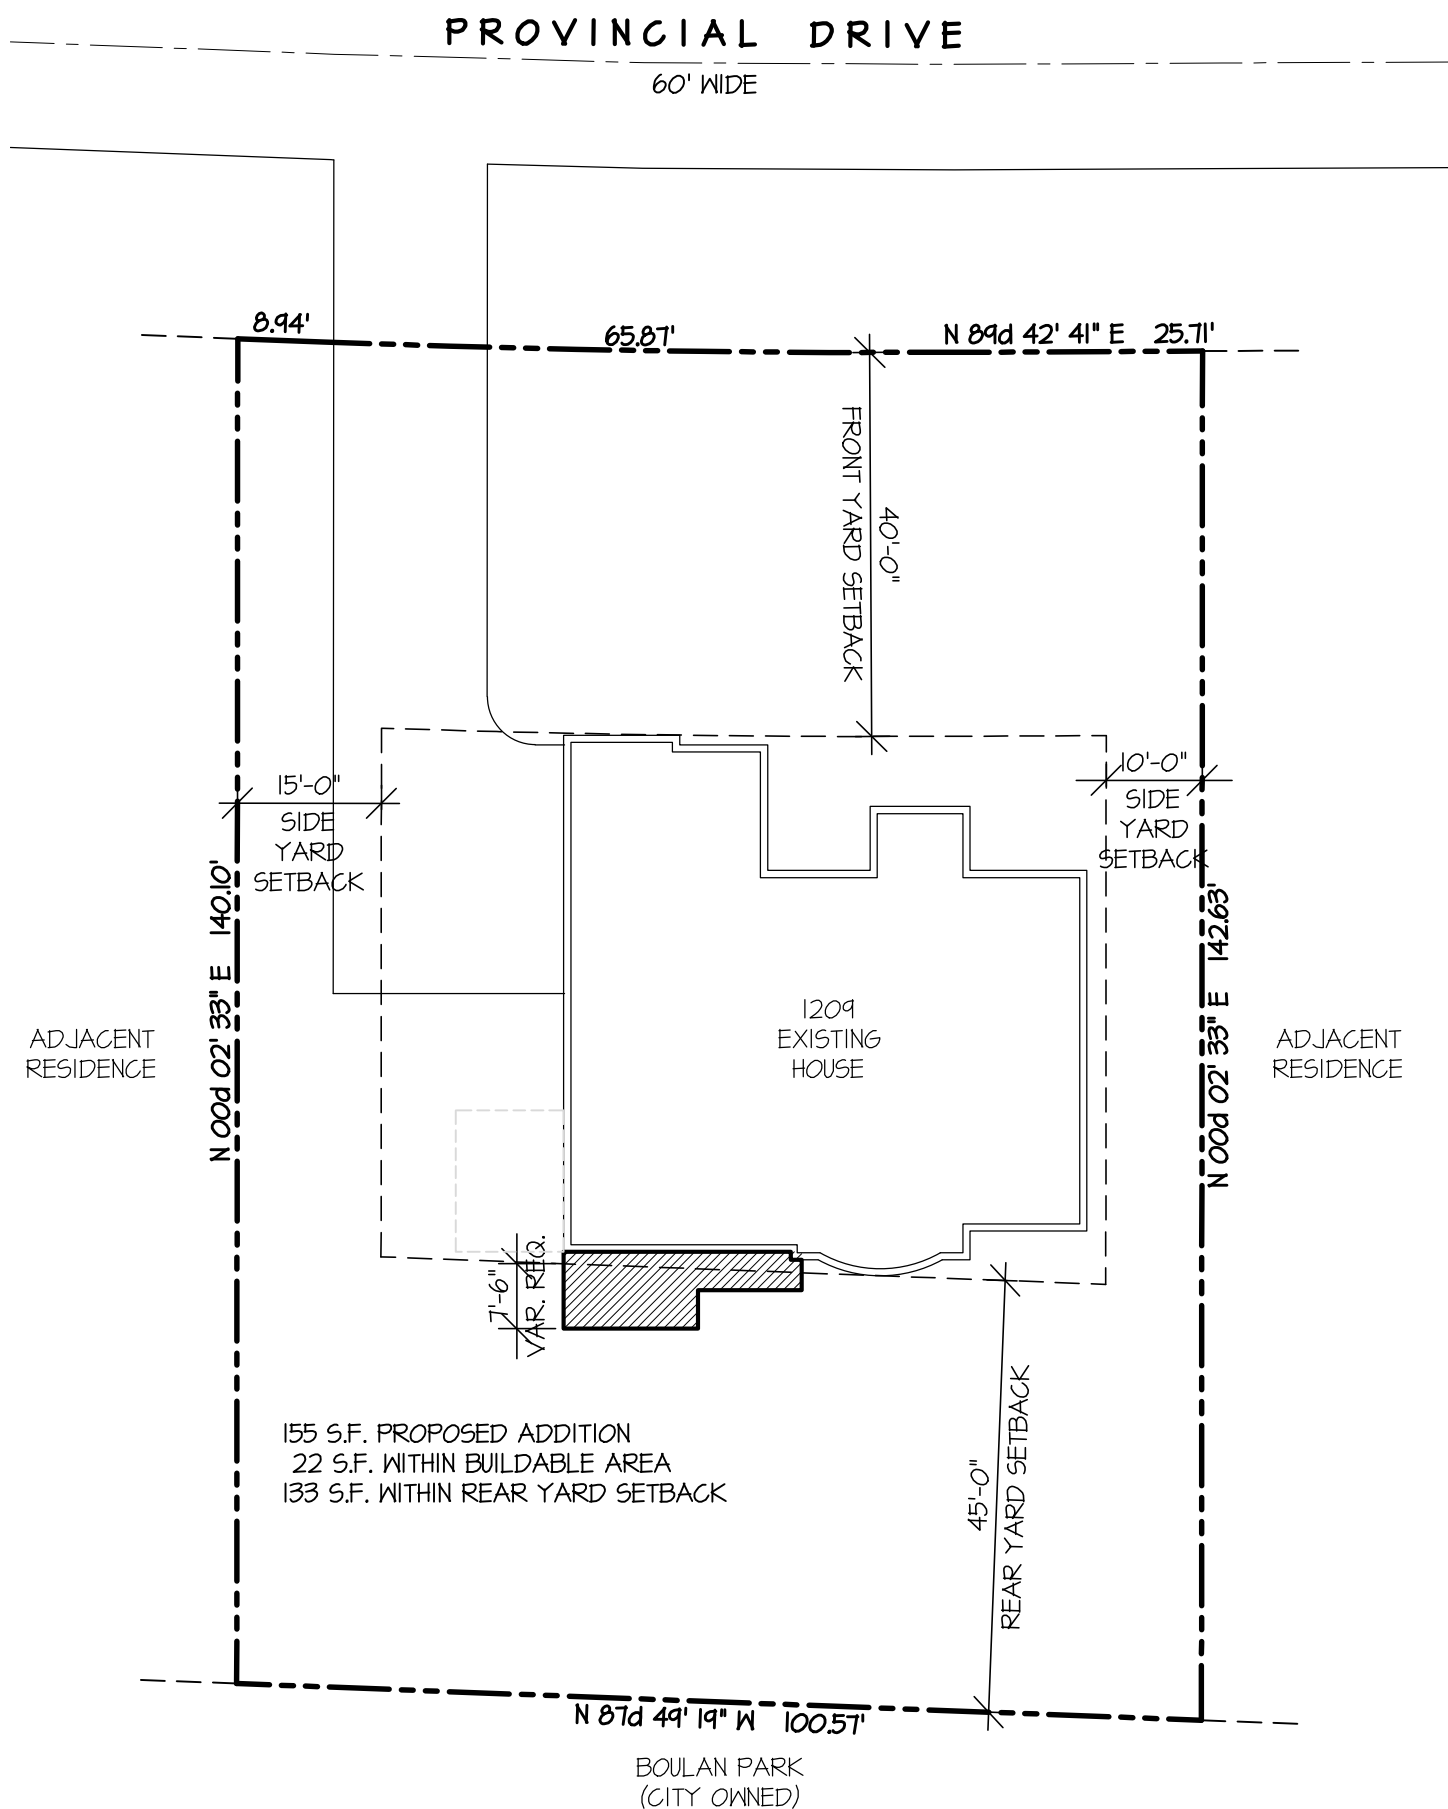 PROVINCIAL DRIVE
60' WIDE
8.94'
65.87'
N 89d 42' 41" E 25.71'
FRONT YARD SETBACK
40'-0"
15'-0"
SIDE
YARD
SETBACK
10'-0"
SIDE
YARD
SETBACK
N 00d 02' 33" E 140.10'
N 00d 02' 33" E 142.63'
ADJACENT
RESIDENCE
1209
EXISTING
HOUSE
ADJACENT
RESIDENCE
7'-6"
VAR. REQ.
155 S.F. PROPOSED ADDITION
22 S.F. WITHIN BUILDABLE AREA
133 S.F. WITHIN REAR YARD SETBACK
45'-0"
REAR YARD SETBACK
N 87d 49' 19" W 100.57'
BOULAN PARK
(CITY OWNED)